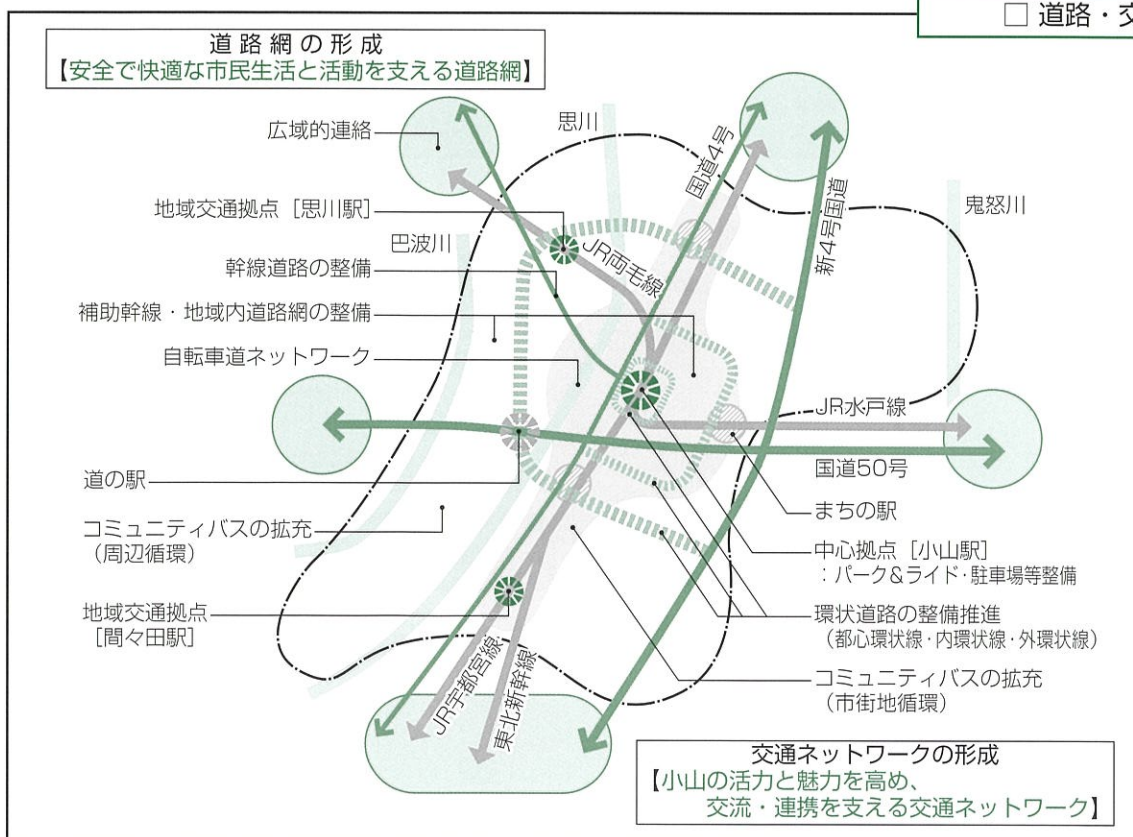 □ 道路・交
道路網の形成
【安全で快適な市民生活と活動を支える道路網】
広域的連絡
思川
国道4号
新4号国道
鬼怒川
地域交通拠点［思川駅］
巴波川
JR両毛線
幹線道路の整備
補助幹線・地域内道路網の整備
自転車道ネットワーク
JR水戸線
国道50号
道の駅
まちの駅
コミュニティバスの拡充
（周辺循環）
中心拠点［小山駅］
：パーク＆ライド・駐車場等整備
地域交通拠点
［間々田駅］
環状道路の整備推進
（都心環状線・内環状線・外環状線）
コミュニティバスの拡充
（市街地循環）
JR宇都宮線
東北新幹線
交通ネットワークの形成
【小山の活力と魅力を高め、
交流・連携を支える交通ネットワーク】